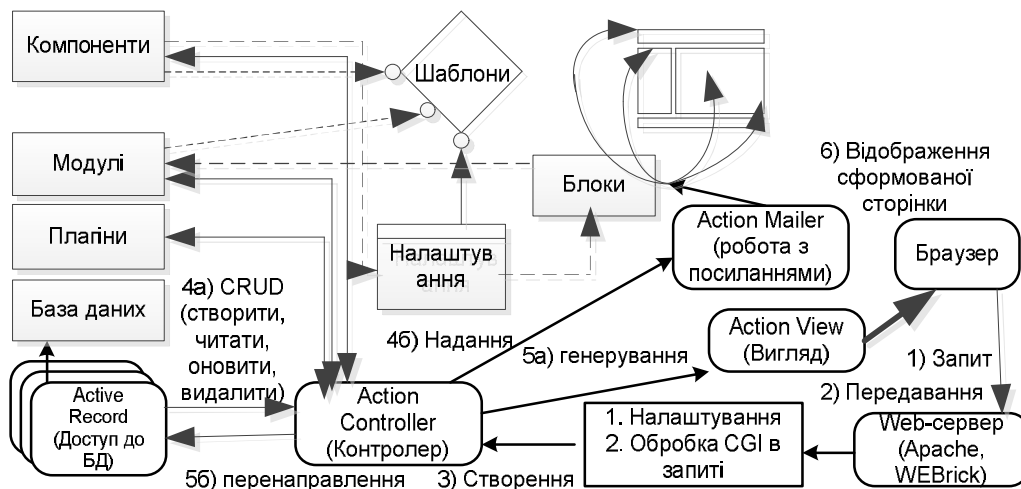 Компоненти
Шаблони
Модулі
Блоки
6) Відображення
сформованої
сторінки
Плагіни
Налаштув
ання
Action Mailer
(робота з
посиланнями)
Браузер
База даних
4а) CRUD
(створити,
читати,
оновити,
видалити)
4б) Надання
5а) генерування
Action View
(Вигляд)
1) Запит
2) Передавання
Active
Record
(Доступ до
БД)
Action
Controller
(Контролер)
1. Налаштування
2. Обробка CGI в
запиті
Web-сервер
(Apache,
WEBrick)
5б) перенаправлення
3) Створення